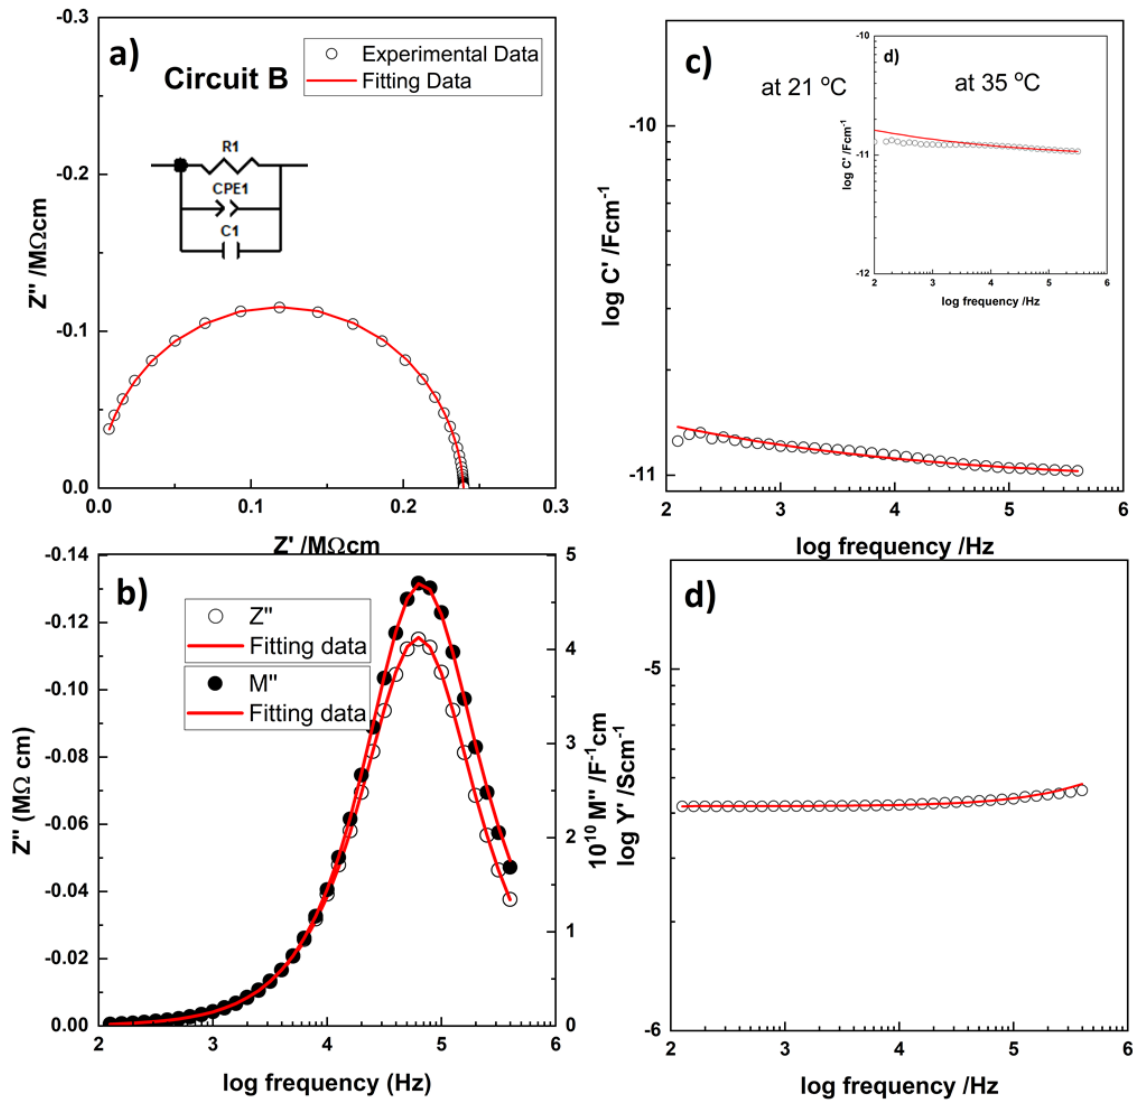 a)
Circuit B
Experimental Data
Fitting Data
R1
CPE1
C1
-0.3
-0.2
-0.1
0.0
Z'' /MΩcm
0.0 0.1 0.2 0.3
Z' /MΩcm
c)
at 21 °C
-10
-11
log C' /Fcm-1
2 3 4 5 6
log frequency /Hz
d)
at 35 °C
-10
-11
-12
log C' /Fcm-1
2 3 4 5 6
log frequency /Hz
b)
Z''
Fitting data
M''
Fitting data
-0.14
-0.12
-0.10
-0.08
-0.06
-0.04
-0.02
0.00
Z'' (MΩ cm)
5
4
3
2
1
0
10^10 M'' /F-1cm
2 3 4 5 6
log frequency (Hz)
d)
-5
-6
log Y' /Scm-1
2 3 4 5 6
log frequency /Hz